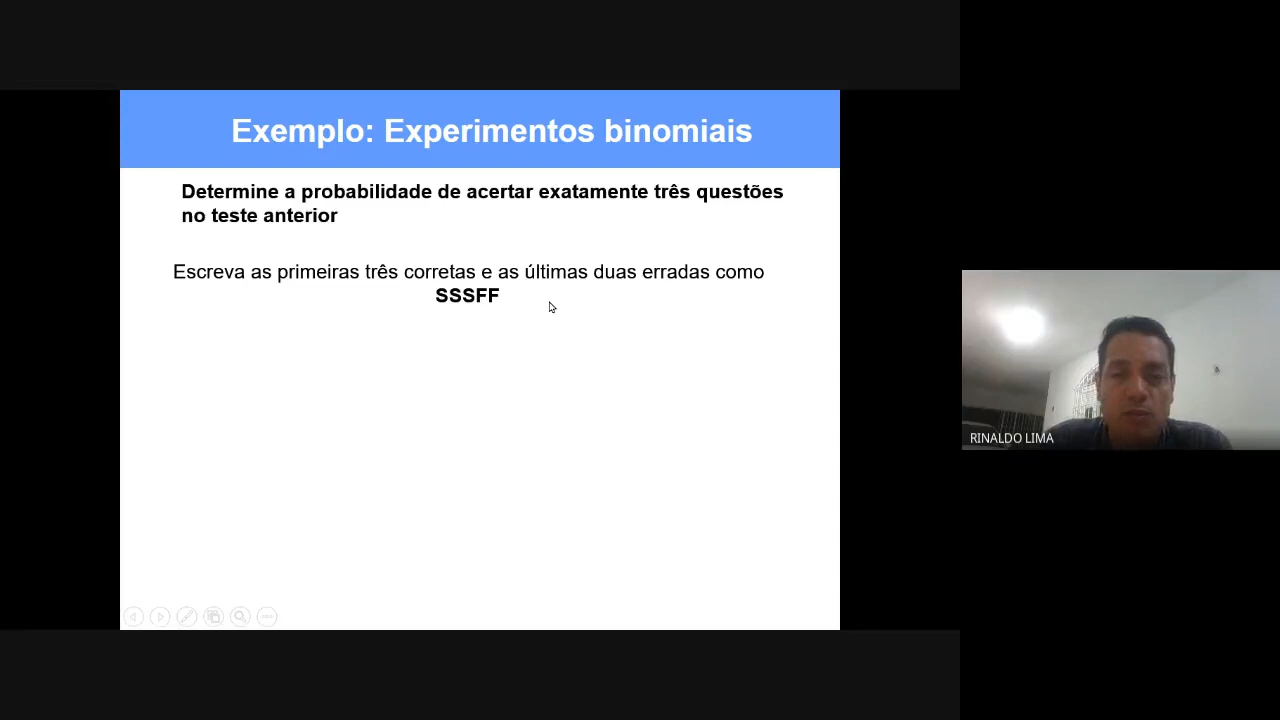 Exemplo: Experimentos binomiais
Determine a probabilidade de acertar exatamente três questões
no teste anterior
Escreva as primeiras três corretas e as últimas duas erradas como
SSSFF
RINALDO LIMA